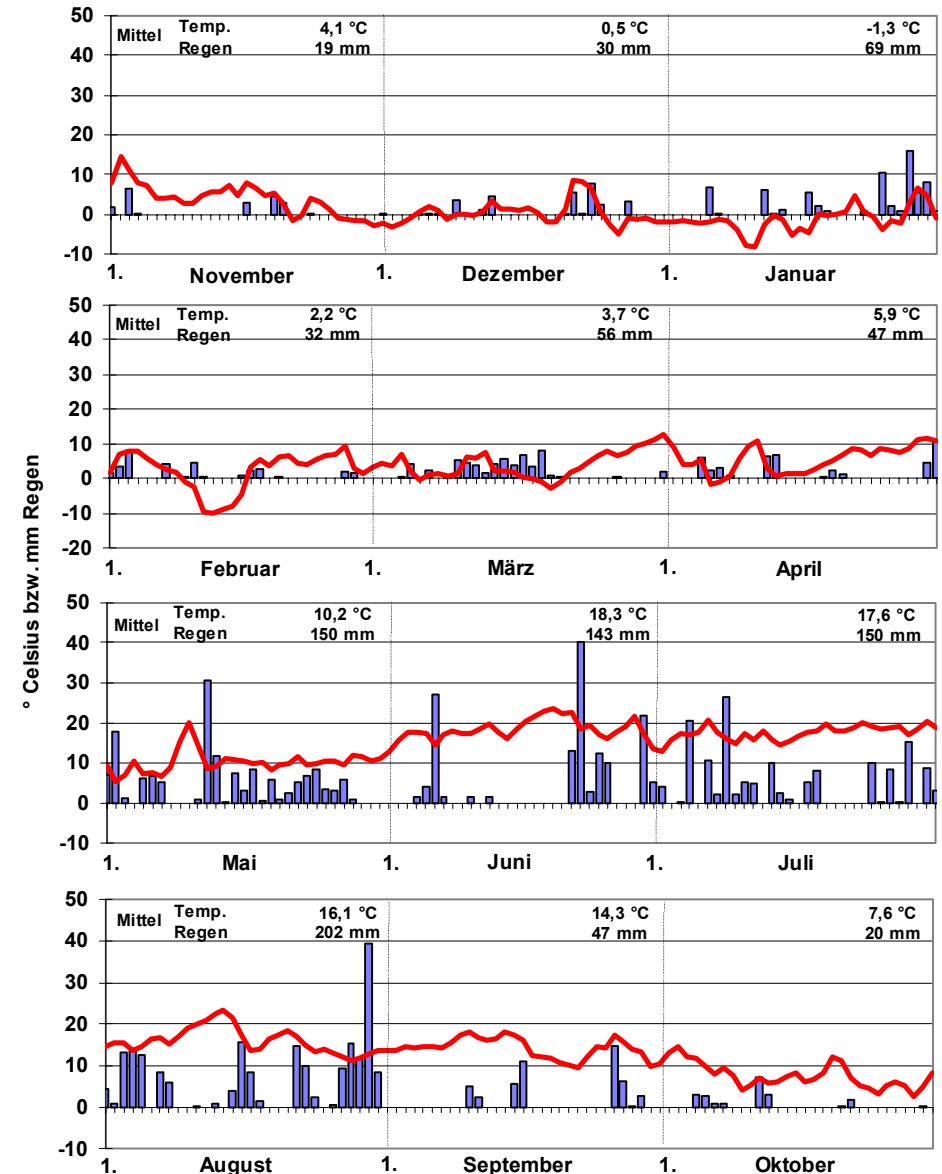 ° Celsius bzw. mm Regen
50
Mittel Temp. 4,1 °C 0,5 °C -1,3 °C
Regen 19 mm 30 mm 69 mm
40
30
20
10
0
-10
1. November 1. Dezember 1. Januar
50
Mittel Temp. 2,2 °C 3,7 °C 5,9 °C
Regen 32 mm 56 mm 47 mm
40
30
20
10
0
-10
-20
1. Februar 1. März 1. April
50
Mittel Temp. 10,2 °C 18,3 °C 17,6 °C
Regen 150 mm 143 mm 150 mm
40
30
20
10
0
-10
1. Mai 1. Juni 1. Juli
50
Mittel Temp. 16,1 °C 14,3 °C 7,6 °C
Regen 202 mm 47 mm 20 mm
40
30
20
10
0
-10
1. August 1. September 1. Oktober